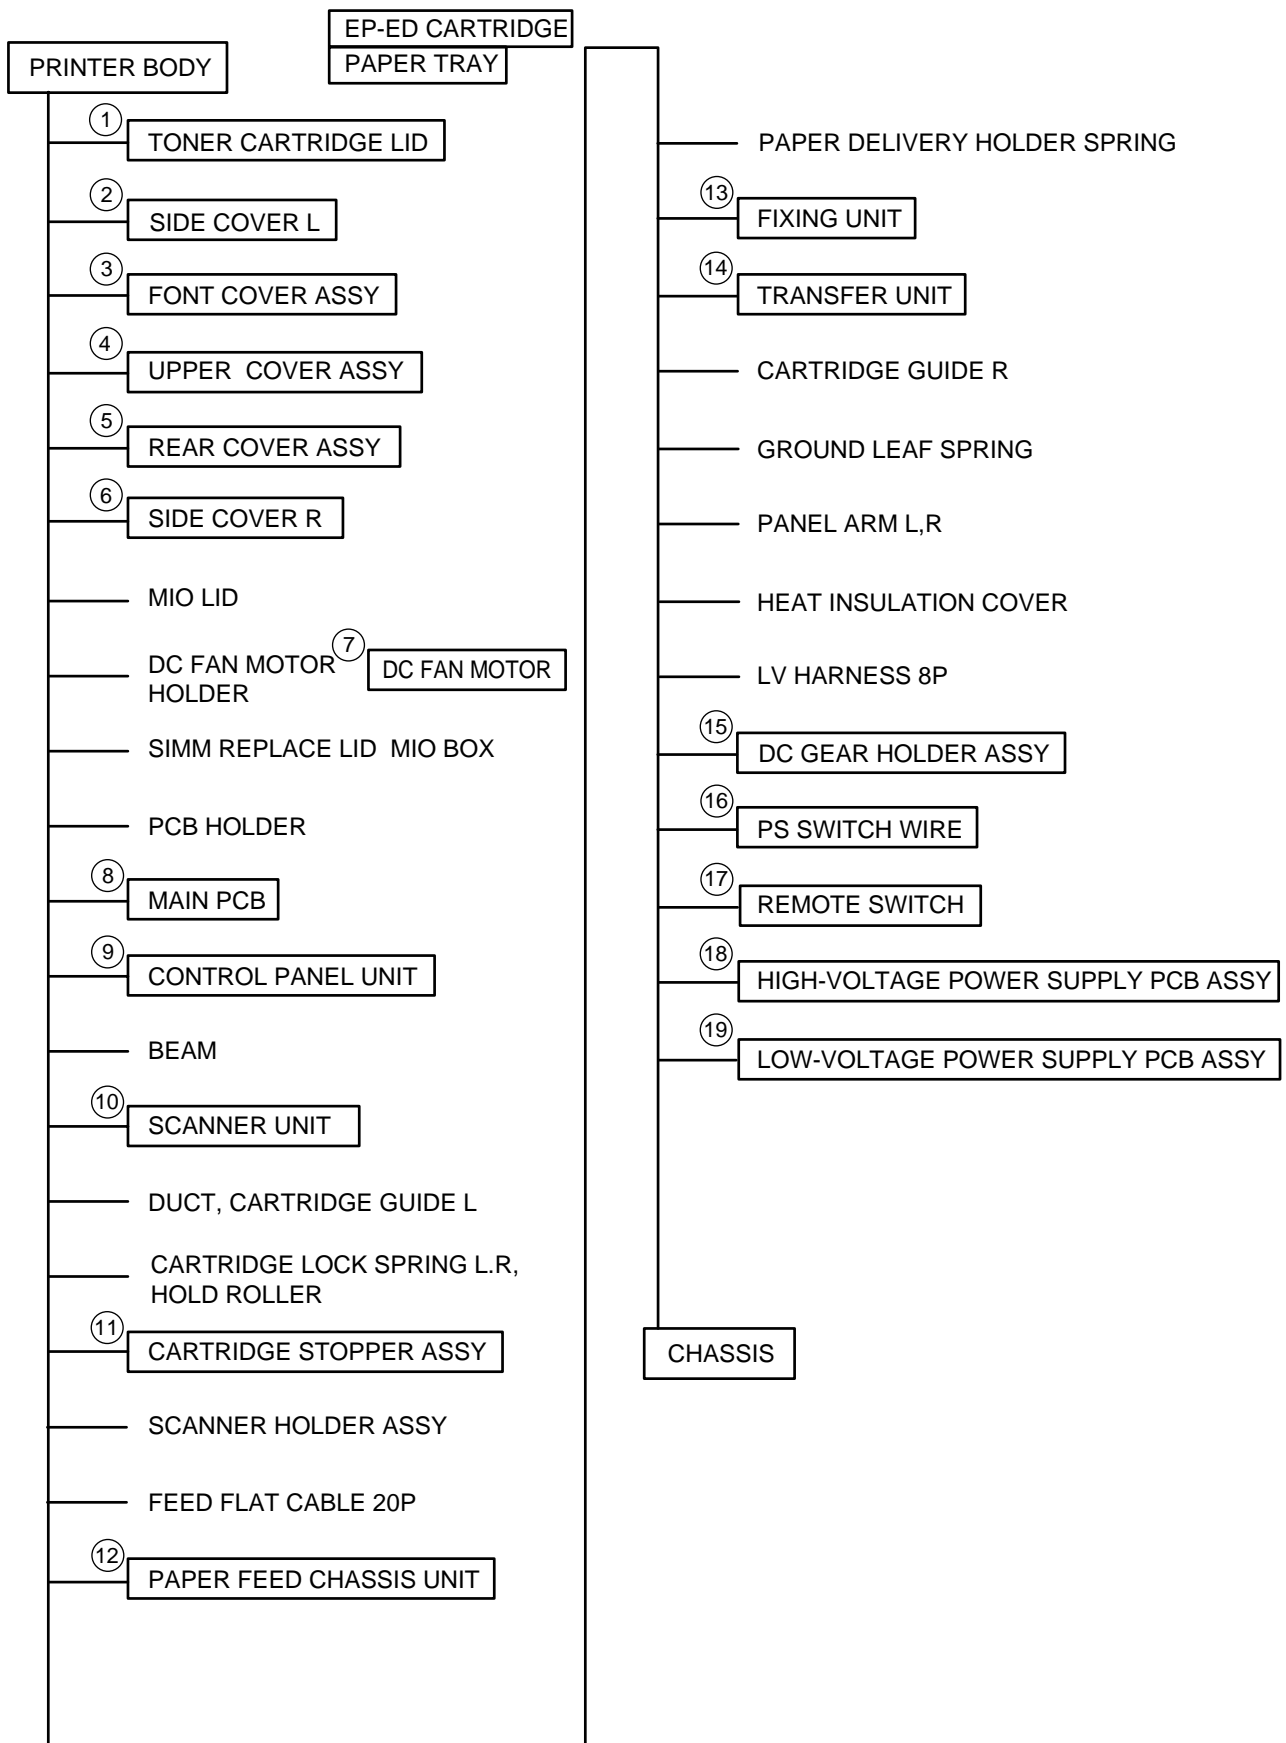 EP-ED CARTRIDGE
PAPER TRAY
PRINTER BODY
1
TONER CARTRIDGE LID
2
SIDE COVER L
3
FONT COVER ASSY
4
UPPER COVER ASSY
5
REAR COVER ASSY
6
SIDE COVER R
MIO LID
DC FAN MOTOR
HOLDER
7
DC FAN MOTOR
SIMM REPLACE LID MIO BOX
PCB HOLDER
8
MAIN PCB
9
CONTROL PANEL UNIT
BEAM
10
SCANNER UNIT
DUCT, CARTRIDGE GUIDE L
CARTRIDGE LOCK SPRING L.R,
HOLD ROLLER
11
CARTRIDGE STOPPER ASSY
SCANNER HOLDER ASSY
FEED FLAT CABLE 20P
12
PAPER FEED CHASSIS UNIT
PAPER DELIVERY HOLDER SPRING
13
FIXING UNIT
14
TRANSFER UNIT
CARTRIDGE GUIDE R
GROUND LEAF SPRING
PANEL ARM L,R
HEAT INSULATION COVER
LV HARNESS 8P
15
DC GEAR HOLDER ASSY
16
PS SWITCH WIRE
17
REMOTE SWITCH
18
HIGH-VOLTAGE POWER SUPPLY PCB ASSY
19
LOW-VOLTAGE POWER SUPPLY PCB ASSY
CHASSIS